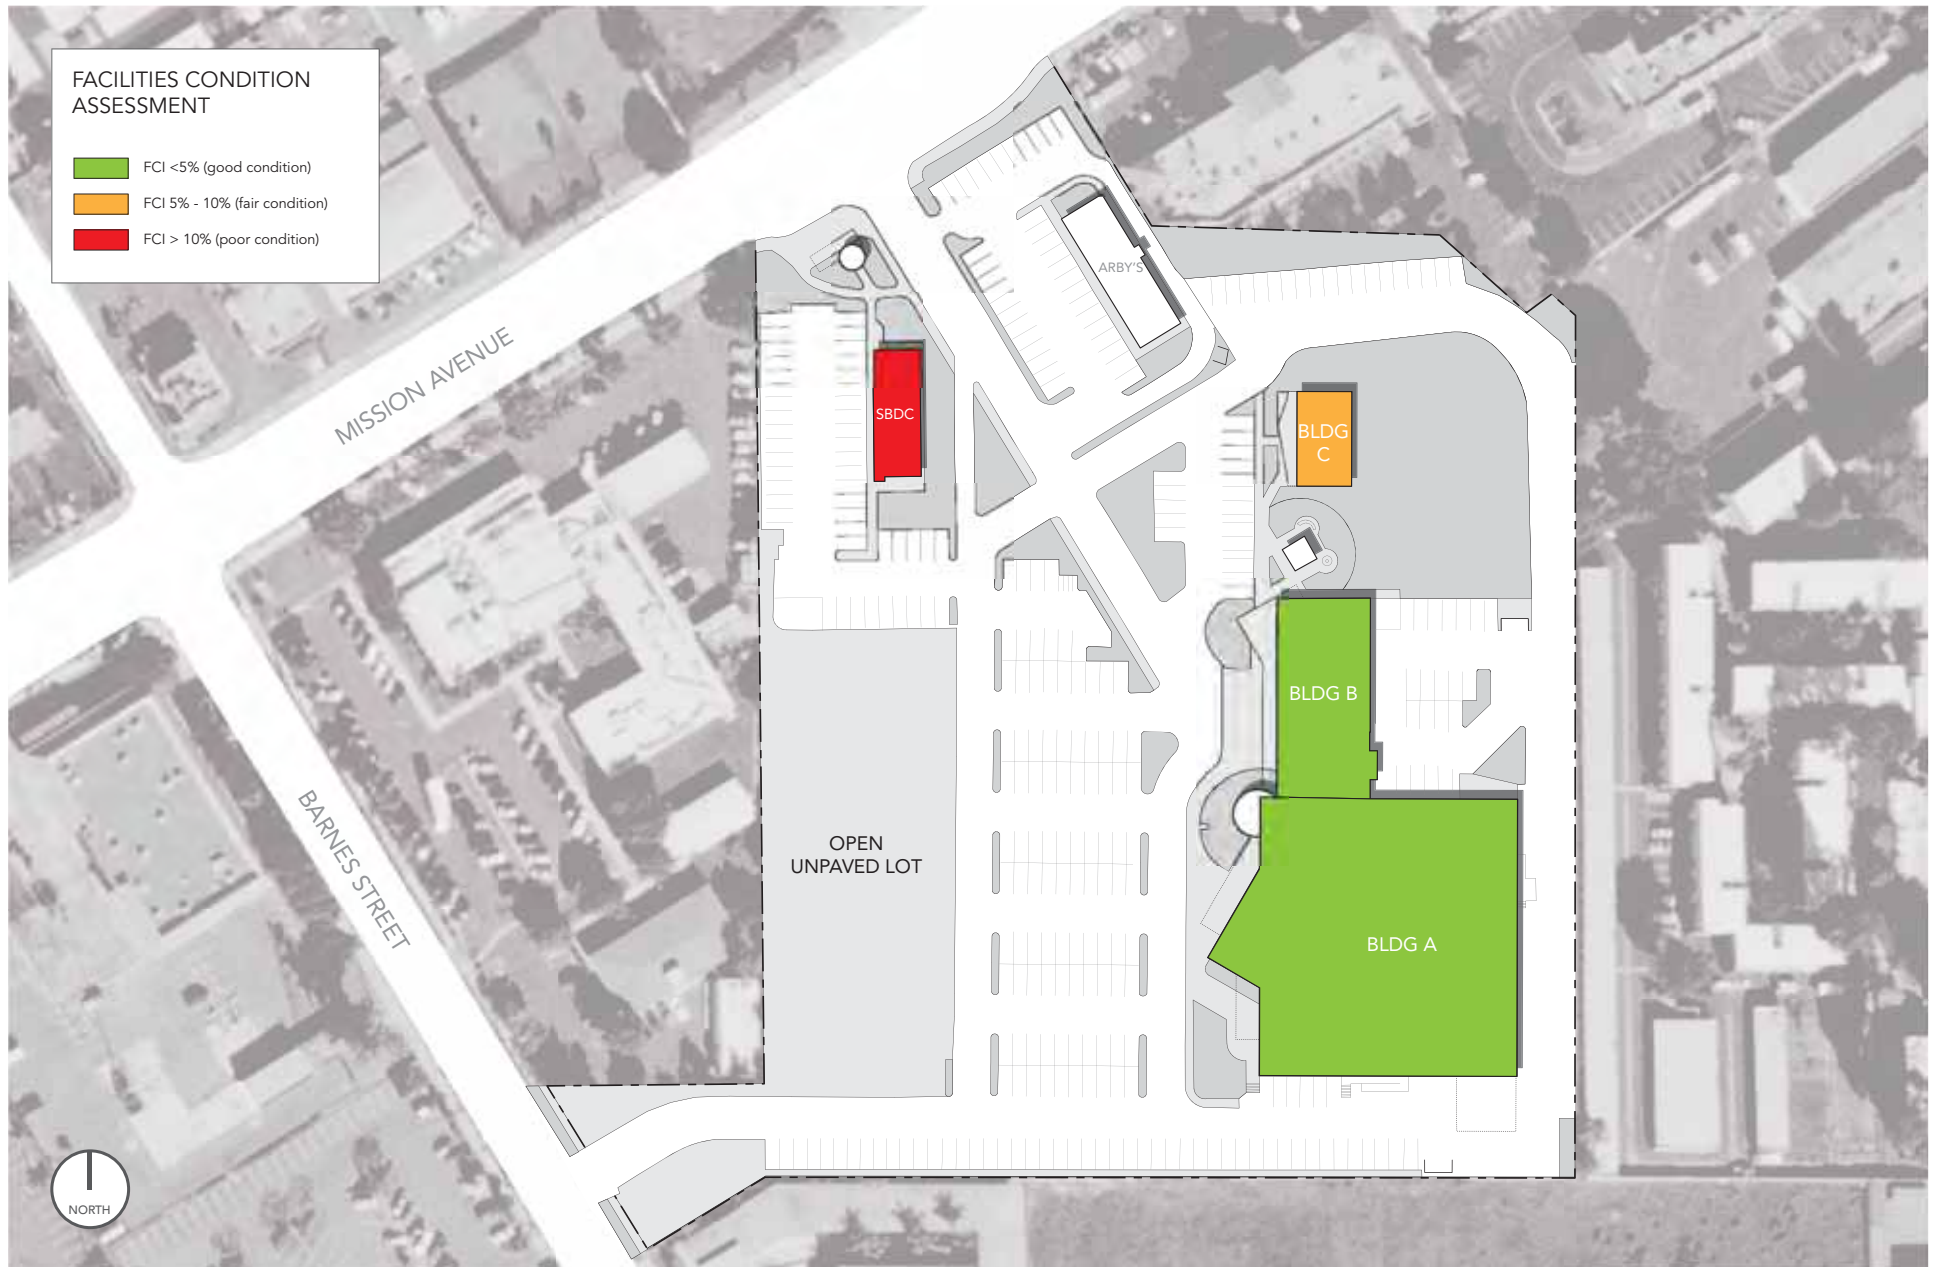 FACILITIES CONDITION
ASSESSMENT
FCI <5% (good condition)
FCI 5% - 10% (fair condition)
FCI > 10% (poor condition)
MISSION AVENUE
ARBY'S
SBDC
BLDG
C
BLDG B
OPEN
UNPAVED LOT
BARNES STREET
BLDG A
NORTH